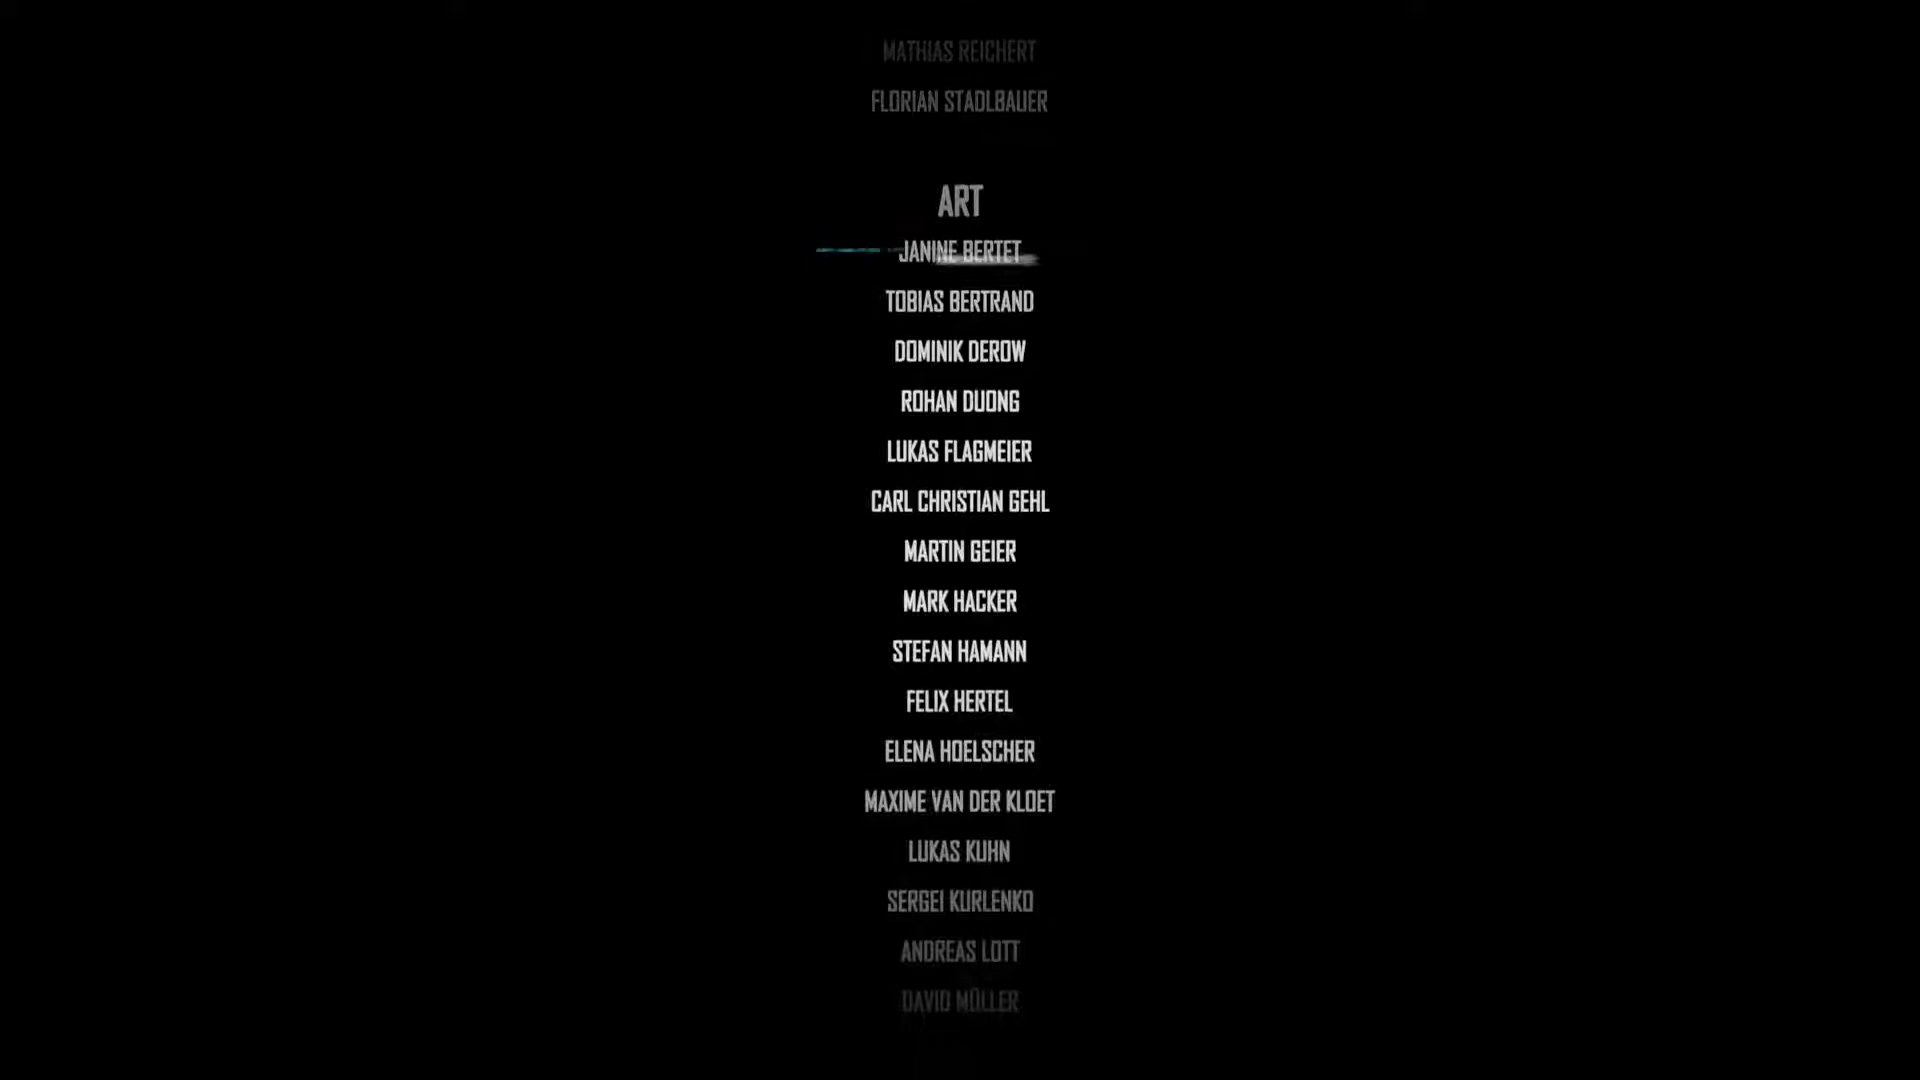 MATHIAS REICHERT
FLORIAN STADLBAUER
ART
JANINE BERTET
TOBIAS BERTRAND
DOMINIK DEROW
ROHAN DUONG
LUKAS FLAGMEIER
CARL CHRISTIAN GEHL
MARTIN GEIER
MARK HACKER
STEFAN HAMANN
FELIX HERTEL
ELENA HOELSCHER
MAXIME VAN DER KLOET
LUKAS KUHN
SERGEI KURLENKO
ANDREAS LOTT
DAVID MÜLLER